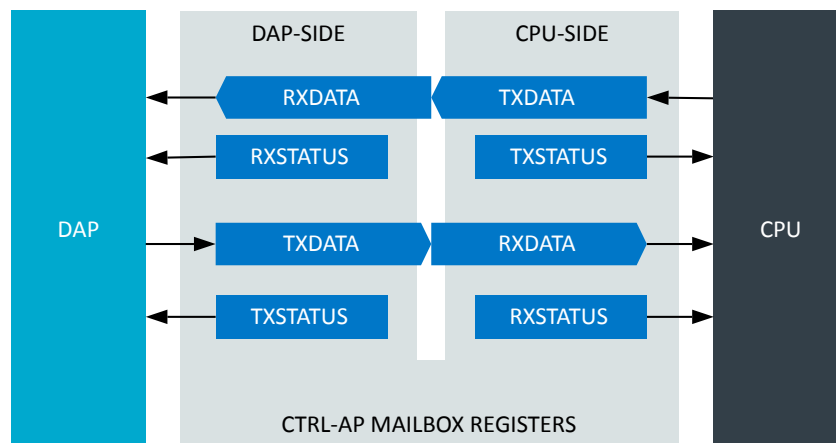 DAP-SIDE
CPU-SIDE
RXDATA
TXDATA
RXSTATUS
TXSTATUS
DAP
TXDATA
RXDATA
CPU
TXSTATUS
RXSTATUS
CTRL-AP MAILBOX REGISTERS